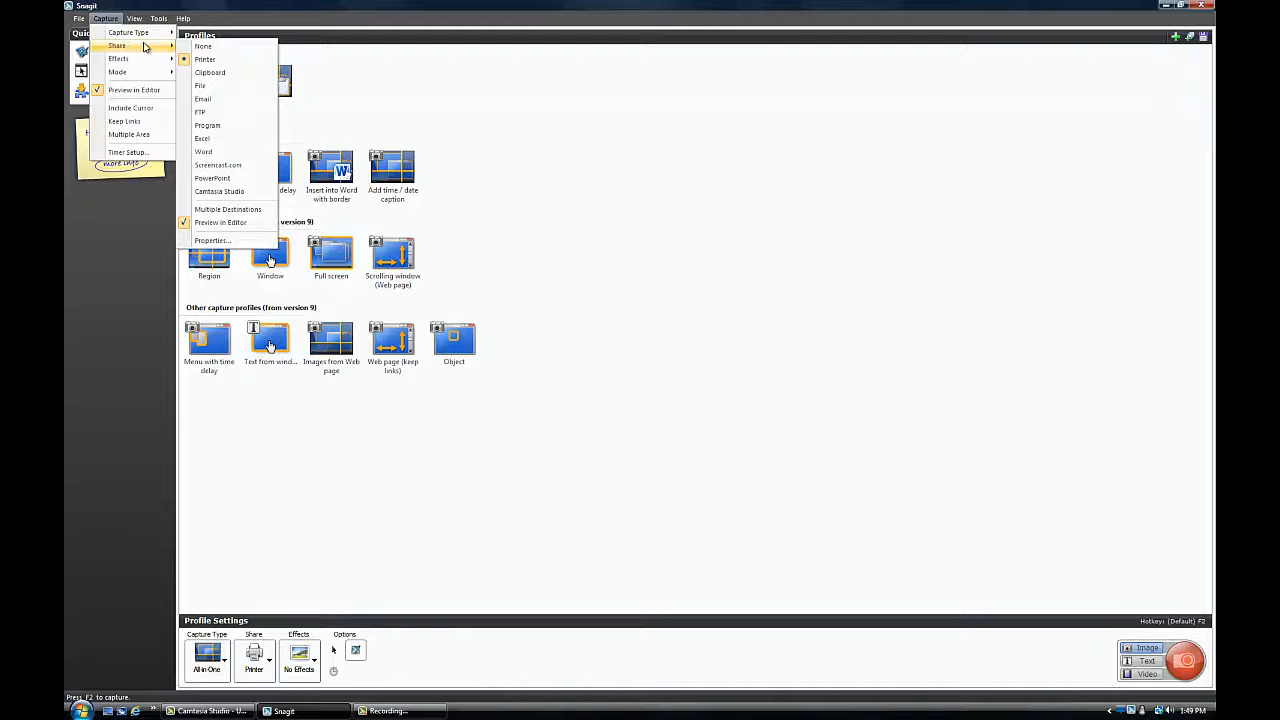 Snagit
File Capture View Tools Help
Profiles
Capture Type
Share
Effects
Mode
Preview in Editor
Include Cursor
Keep Links
Multiple Area
Timer Setup...
more info
None
Printer
Clipboard
File
Email
FTP
Program
Excel
Word
Screencast.com
PowerPoint
Camtasia Studio
Multiple Destinations
Preview in Editor
Properties...
delay
Insert into Word
with border
Add time / date
caption
version 9)
Region
Window
Full screen
Scrolling window
(Web page)
Other capture profiles (from version 9)
Menu with time
delay
Text from wind...
Images from Web
page
Web page (keep
links)
Object
Profile Settings
Hotkey: (Default) F2
Capture Type
Share
Effects
Options
All-in-One
Printer
No Effects
Image
Text
Video
Press F2 to capture.
Camtasia Studio - U...
Snagit
Recording...
1:49 PM